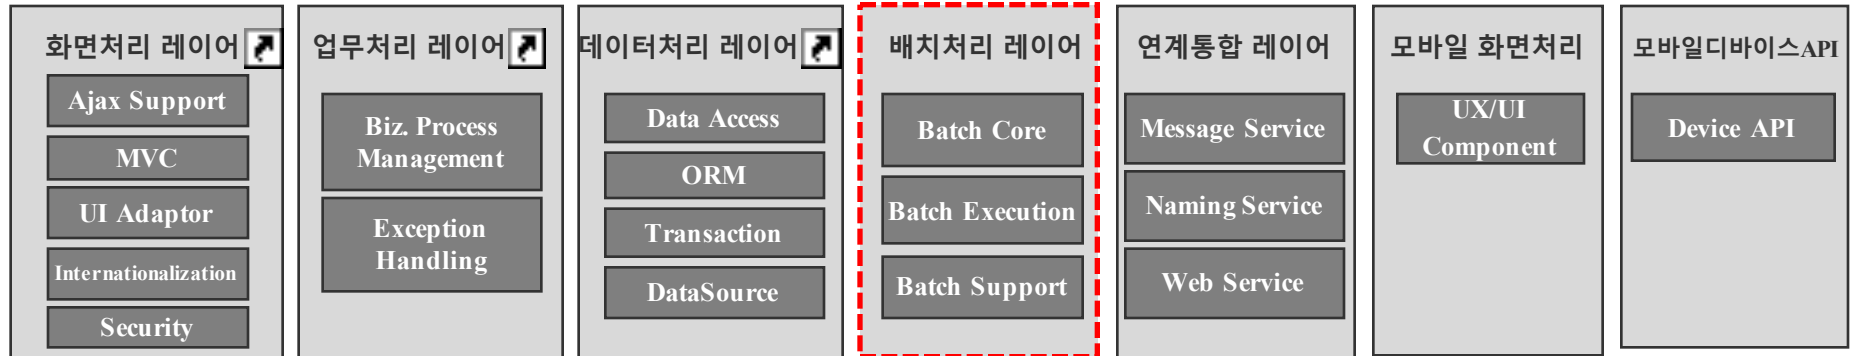 화면처리 레이어
Ajax Support
MVC
UI Adaptor
Internationalization
Security
업무처리 레이어
Biz. Process
Management
Exception
Handling
데이터처리 레이어
Data Access
ORM
Transaction
DataSource
배치처리 레이어
Batch Core
Batch Execution
Batch Support
연계통합 레이어
Message Service
Naming Service
Web Service
모바일 화면처리
UX/UI
Component
모바일디바이스API
Device API